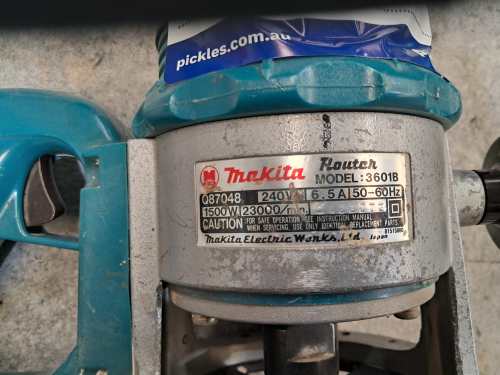 pickles.com.au
Makita Router
MODEL:3601B
Q87048 240V 6.5A 50-60Hz
1500W 23000/min
CAUTION FOR SAFE OPERATION SEE INSTRUCTION MANUAL.
WHEN SERVICING, USE ONLY IDENTICAL REPLACEMENT PARTS.
Makita Electric Works, Ltd. Japan